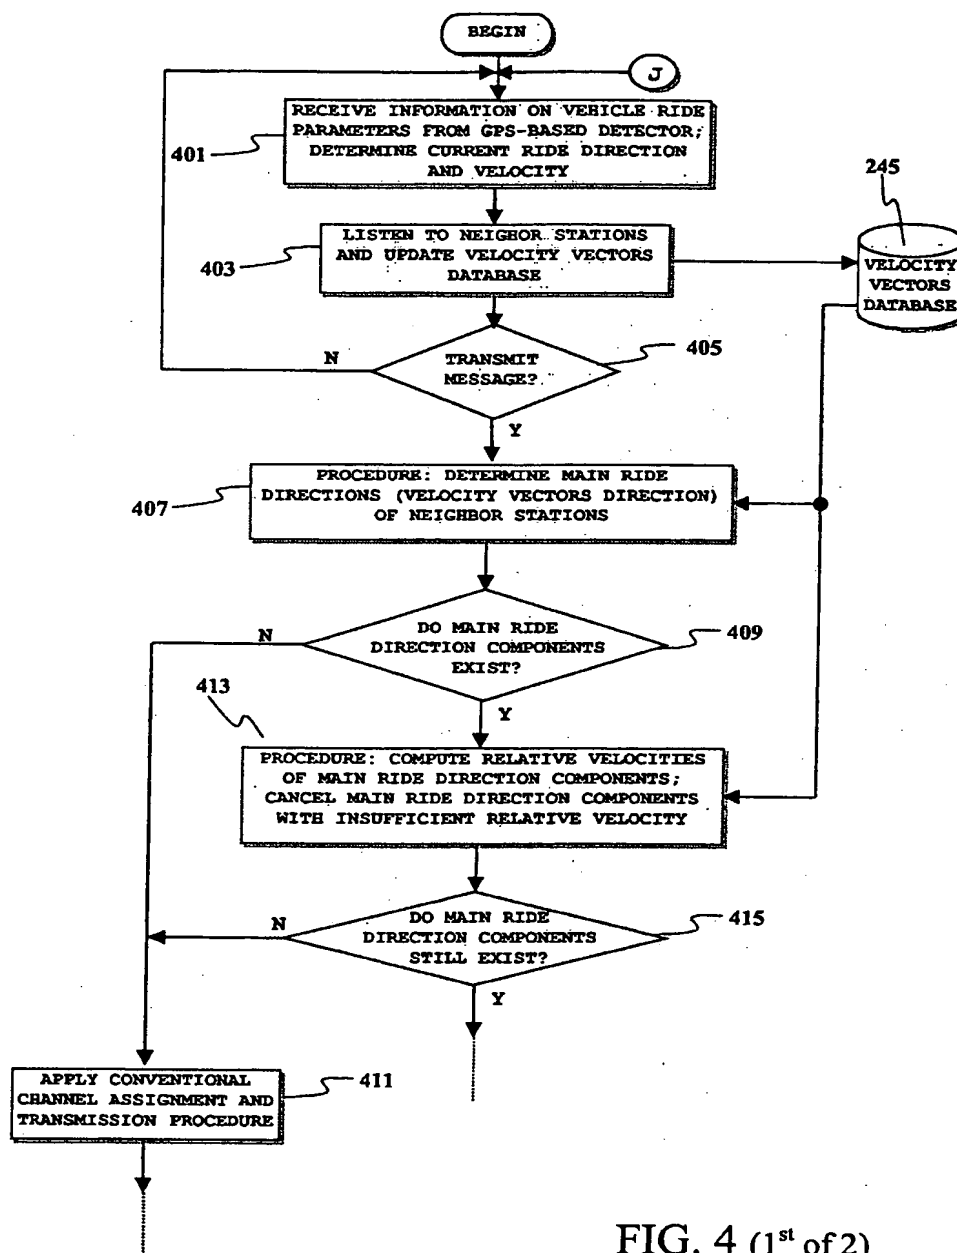 BEGIN
J
RECEIVE INFORMATION ON VEHICLE RIDE
PARAMETERS FROM GPS-BASED DETECTOR;
DETERMINE CURRENT RIDE DIRECTION
AND VELOCITY
401
245
LISTEN TO NEIGBOR STATIONS
AND UPDATE VELOCITY VECTORS
DATABASE
403
VELOCITY
VECTORS
DATABASE
N
TRANSMIT
MESSAGE?
405
Y
PROCEDURE: DETERMINE MAIN RIDE
DIRECTIONS (VELOCITY VECTORS DIRECTION)
OF NEIGHBOR STATIONS
407
N
DO MAIN RIDE
DIRECTION COMPONENTS
EXIST?
409
413
Y
PROCEDURE: COMPUTE RELATIVE VELOCITIES
OF MAIN RIDE DIRECTION COMPONENTS;
CANCEL MAIN RIDE DIRECTION COMPONENTS
WITH INSUFFICIENT RELATIVE VELOCITY
N
DO MAIN RIDE
DIRECTION COMPONENTS
STILL EXIST?
415
Y
APPLY CONVENTIONAL
CHANNEL ASSIGNMENT AND
TRANSMISSION PROCEDURE
411
FIG. 4 (1st of 2)